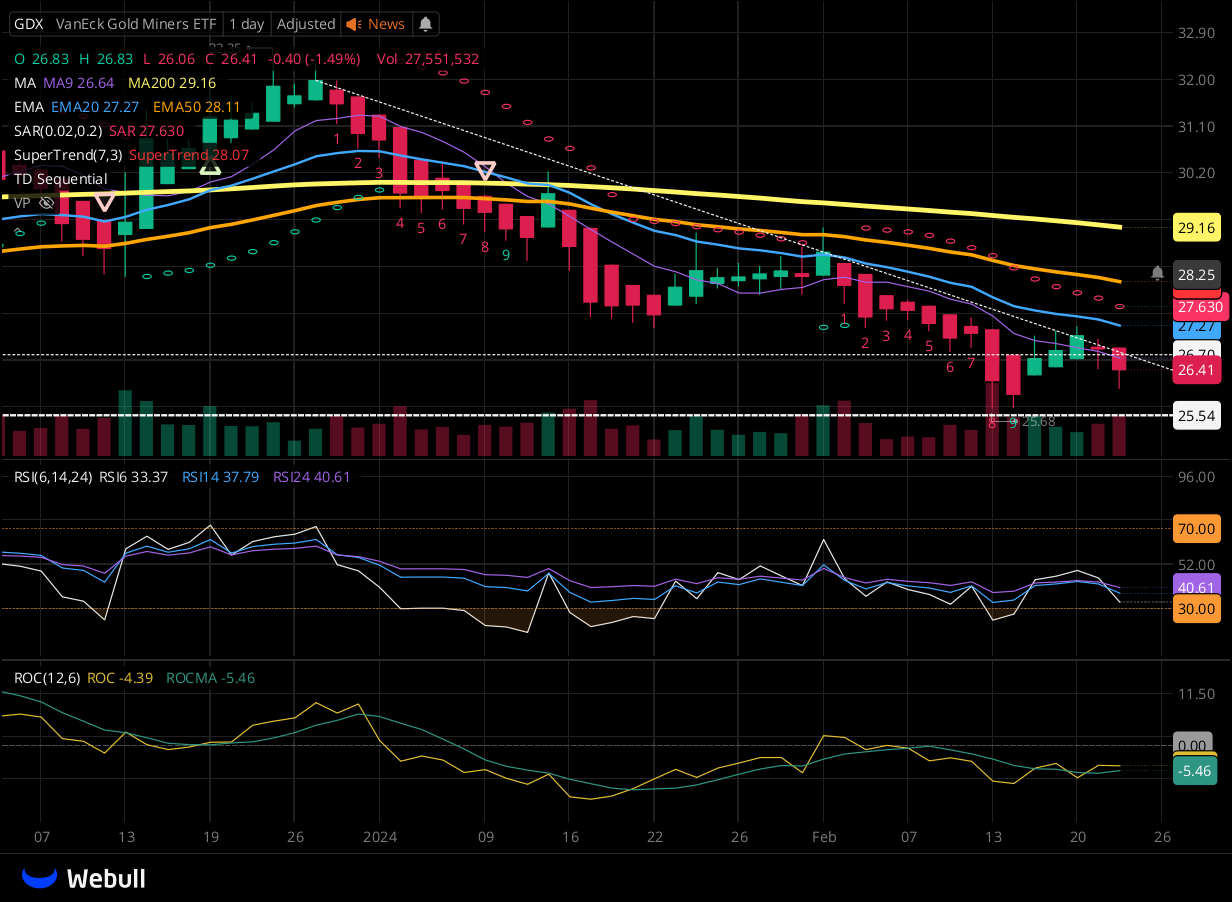 GDX VanEck Gold Miners ETF 1 day Adjusted News
O 26.83 H 26.83 L 26.06 C 26.41 -0.40 (-1.49%) Vol 27,551,532
MA MA9 26.64 MA200 29.16
EMA EMA20 27.27 EMA50 28.11
SAR(0.02,0.2) SAR 27.630
SuperTrend(7,3) SuperTrend 28.07
TD Sequential
VP
32.90
32.00
31.10
30.20
29.16
28.25
27.630
27.27
26.70
26.41
25.54
1
2
3
4 5 6 7 8 9
1
2 3 4 5 6 7
8 9 25.68
RSI(6,14,24) RSI6 33.37 RSI14 37.79 RSI24 40.61
96.00
70.00
52.00
40.61
30.00
ROC(12,6) ROC -4.39 ROCMA -5.46
11.50
0.00
-5.46
07 13 19 26 2024 09 16 22 26 Feb 07 13 20 26
Webull